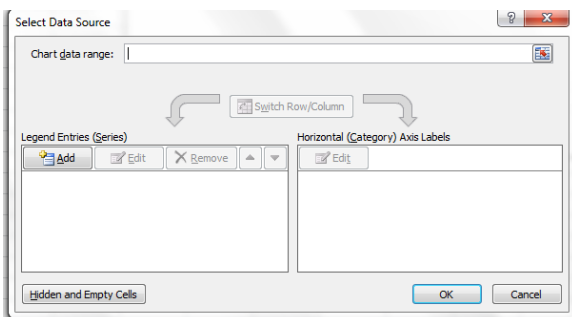 Select Data Source
Chart data range:
Switch Row/Column
Legend Entries (Series)
Add Edit Remove
Horizontal (Category) Axis Labels
Edit
Hidden and Empty Cells
OK Cancel